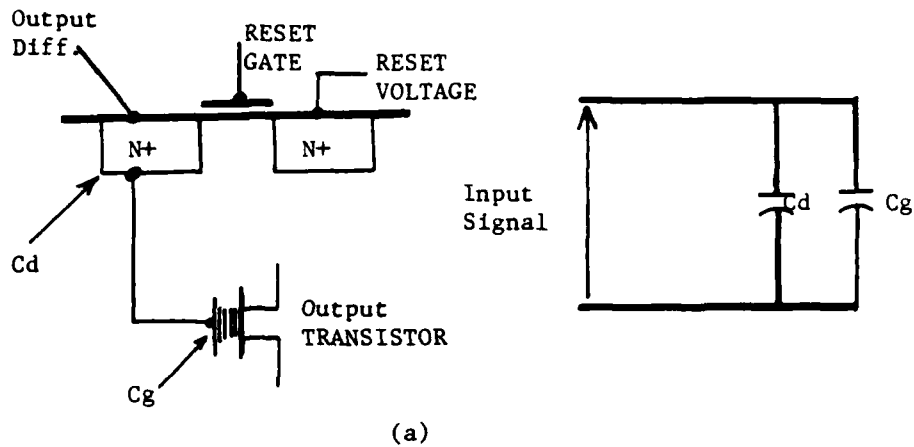 Output
Diff.
RESET
GATE
RESET
VOLTAGE
N+
N+
Cd
Output
TRANSISTOR
Cg
Input
Signal
Cd
Cg
(a)